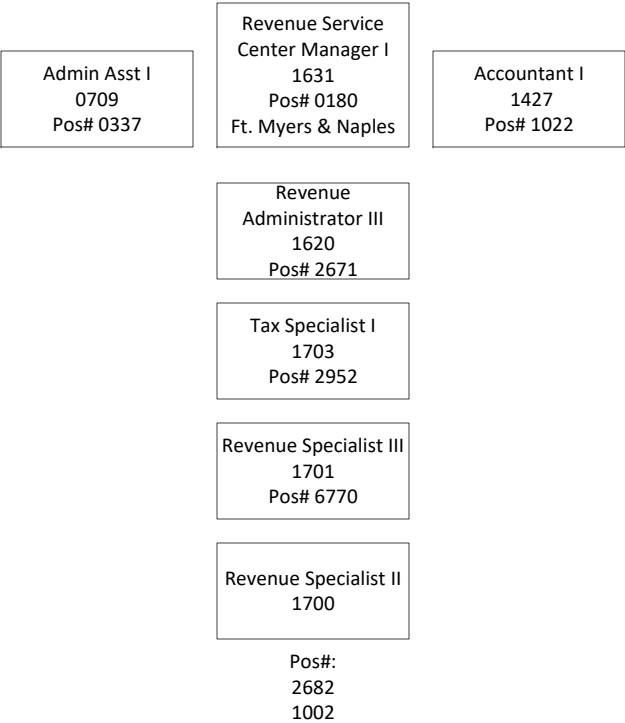 Revenue Service
Center Manager I
1631
Pos# 0180
Ft. Myers & Naples
Admin Asst I
0709
Pos# 0337
Accountant I
1427
Pos# 1022
Revenue
Administrator III
1620
Pos# 2671
Tax Specialist I
1703
Pos# 2952
Revenue Specialist III
1701
Pos# 6770
Revenue Specialist II
1700
Pos#:
2682
1002